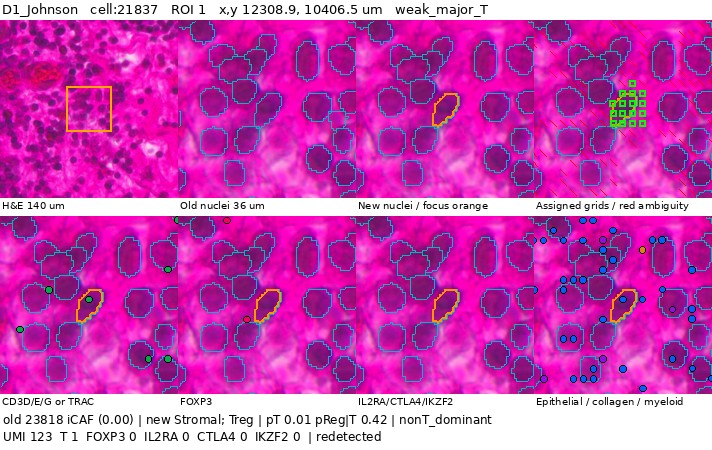 D1_Johnson cell:21837 ROI 1 x,y 12308.9, 10406.5 um weak_major_T
H&E 140 um
Old nuclei 36 um
New nuclei / focus orange
Assigned grids / red ambiguity
CD3D/E/G or TRAC
FOXP3
IL2RA/CTLA4/IKZF2
Epithelial / collagen / myeloid
old 23818 iCAF (0.00) | new Stromal; Treg | pT 0.01 pReg|T 0.42 | nonT_dominant
UMI 123 T 1 FOXP3 0 IL2RA 0 CTLA4 0 IKZF2 0 | redetected